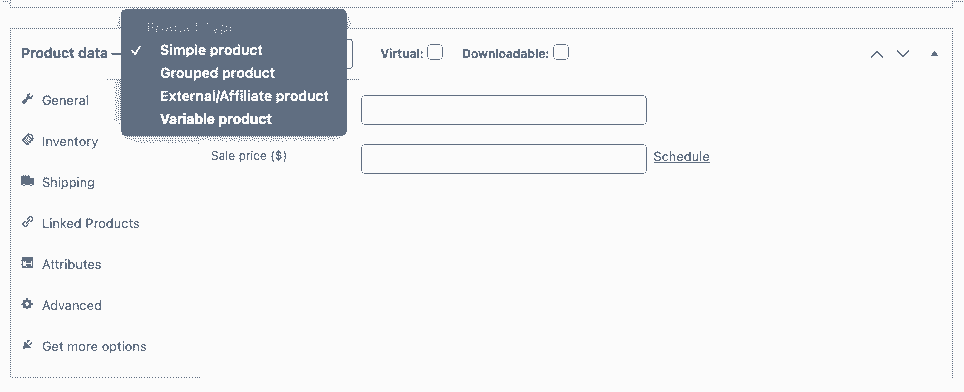 Product Type
Product data —
✓ Simple product
Grouped product
External/Affiliate product
Variable product
Virtual:
Downloadable:
General
Inventory
Shipping
Linked Products
Attributes
Advanced
Get more options
Sale price ($)
Schedule